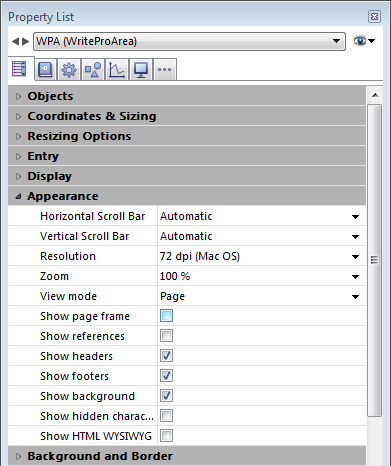 Property List
WPA (WriteProArea)
Objects
Coordinates & Sizing
Resizing Options
Entry
Display
Appearance
Horizontal Scroll Bar Automatic
Vertical Scroll Bar Automatic
Resolution 72 dpi (Mac OS)
Zoom 100 %
View mode Page
Show page frame
Show references
Show headers
Show footers
Show background
Show hidden charac...
Show HTML WYSIWYG
Background and Border